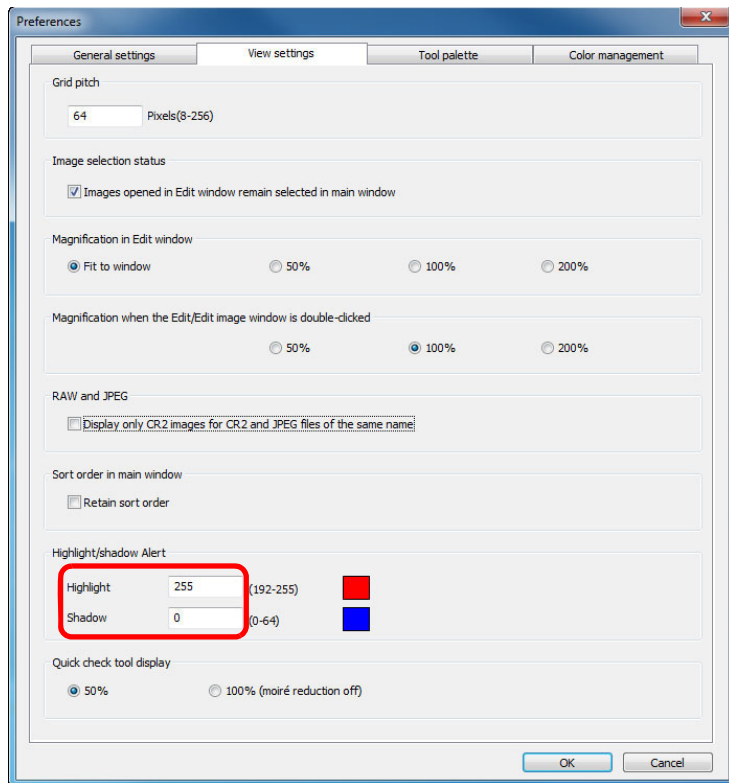 Preferences
General settings View settings Tool palette Color management
Grid pitch
64 Pixels(8-256)
Image selection status
Images opened in Edit window remain selected in main window
Magnification in Edit window
Fit to window 50% 100% 200%
Magnification when the Edit/Edit image window is double-clicked
50% 100% 200%
RAW and JPEG
Display only CR2 images for CR2 and JPEG files of the same name
Sort order in main window
Retain sort order
Highlight/shadow Alert
Highlight 255 (192-255)
Shadow 0 (0-64)
Quick check tool display
50% 100% (moiré reduction off)
OK Cancel